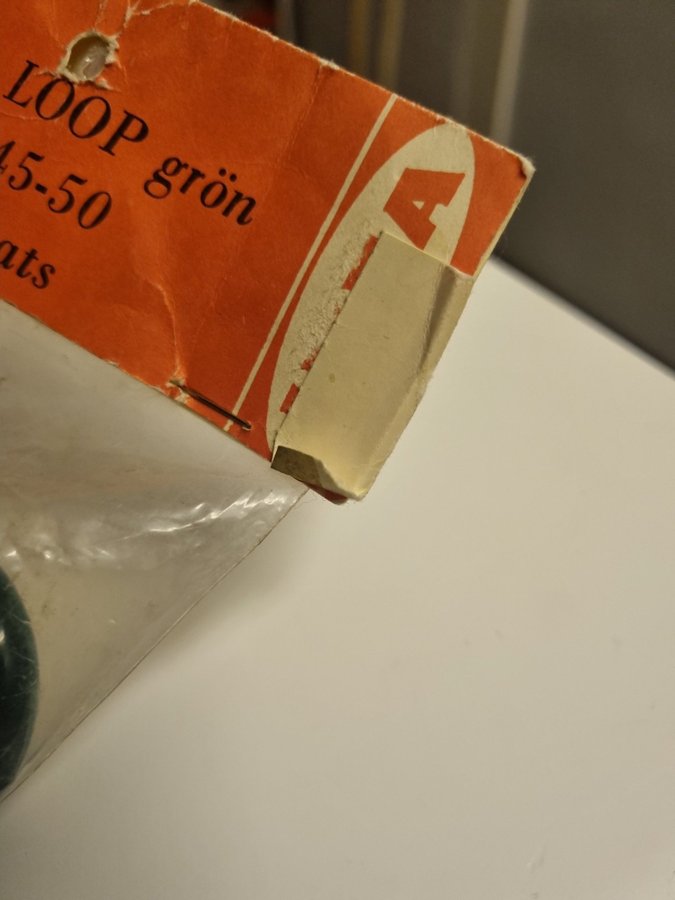 LOOP grön
45-50
ats
A